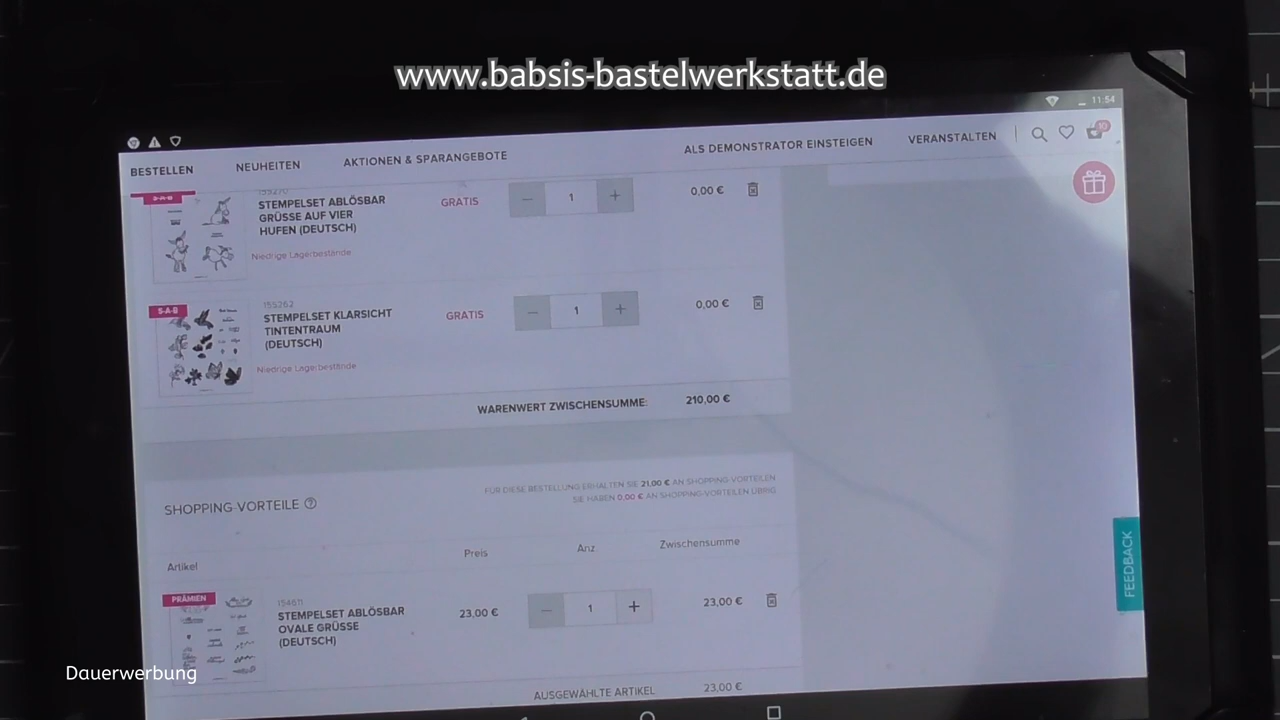 www.babsis-bastelwerkstatt.de
11:54
BESTELLEN NEUHEITEN AKTIONEN & SPARANGEBOTE ALS DEMONSTRATOR EINSTEIGEN VERANSTALTEN 10
STEMPELSET ABLÖSBAR
GRÜSSE AUF VIER
HUFEN (DEUTSCH)
GRATIS 1 0,00 €
Niedrige Lagerbestände
S-A-B
155262
STEMPELSET KLARSICHT
TINTENTRAUM
(DEUTSCH)
GRATIS 1 0,00 €
Niedrige Lagerbestände
WARENWERT ZWISCHENSUMME: 210,00 €
SHOPPING-VORTEILE ?
FÜR DIESE BESTELLUNG ERHALTEN SIE 21,00 € AN SHOPPING-VORTEILEN
SIE HABEN 0,00 € AN SHOPPING-VORTEILEN ÜBRIG
Artikel Preis Anz. Zwischensumme
PRÄMIEN
154611
STEMPELSET ABLÖSBAR
OVALE GRÜSSE
(DEUTSCH)
23,00 € 1 23,00 €
AUSGEWÄHLTE ARTIKEL 23,00 €
FEEDBACK
Dauerwerbung